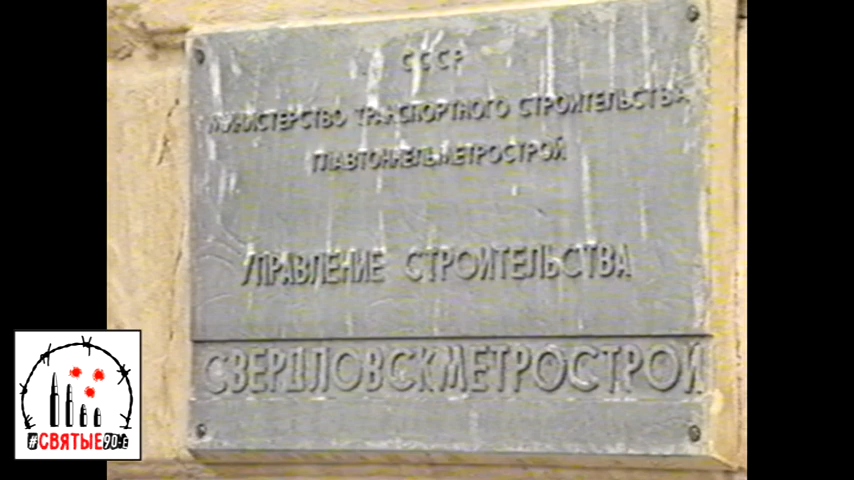 СССР
МИНИСТЕРСТВО ТРАНСПОРТНОГО СТРОИТЕЛЬСТВА
ГЛАВТОННЕЛЬМЕТРОСТРОЙ
УПРАВЛЕНИЕ СТРОИТЕЛЬСТВА
СВЕРДЛОВСКМЕТРОСТРОЙ
#СВЯТЫЕ90-Е